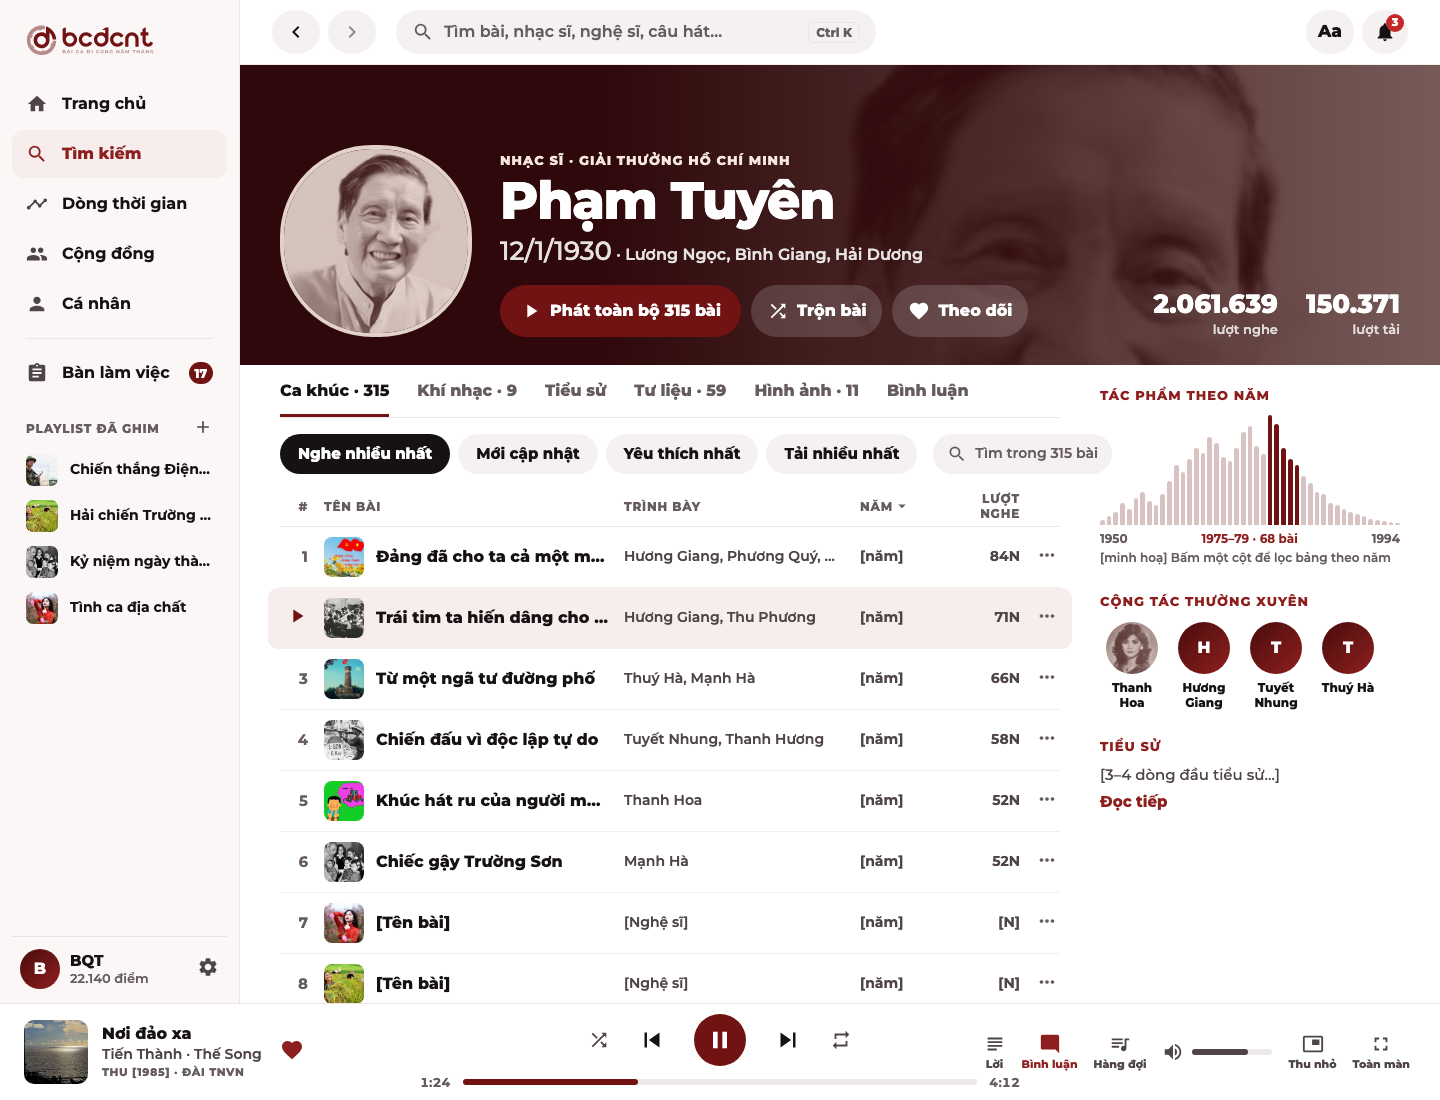 bcdcnt
BÀI CA ĐI CÙNG NĂM THÁNG
Trang chủ
Tìm kiếm
Dòng thời gian
Cộng đồng
Cá nhân
Bàn làm việc 17
PLAYLIST ĐÃ GHIM
Chiến thắng Điện...
Hải chiến Trường ...
Kỷ niệm ngày thà...
Tình ca địa chất
BQT
22.140 điểm
Tìm bài, nhạc sĩ, nghệ sĩ, câu hát... Ctrl K
Aa 3
NHẠC SĨ · GIẢI THƯỞNG HỒ CHÍ MINH
Phạm Tuyên
12/1/1930 · Lương Ngọc, Bình Giang, Hải Dương
Phát toàn bộ 315 bài Trộn bài Theo dõi
2.061.639 150.371
lượt nghe lượt tải
Ca khúc · 315 Khí nhạc · 9 Tiểu sử Tư liệu · 59 Hình ảnh · 11 Bình luận
Nghe nhiều nhất Mới cập nhật Yêu thích nhất Tải nhiều nhất Tìm trong 315 bài
# TÊN BÀI TRÌNH BÀY NĂM LƯỢT NGHE
1 Đảng đã cho ta cả một m... Hương Giang, Phương Quý, ... [năm] 84N
Trái tim ta hiến dâng cho ... Hương Giang, Thu Phương [năm] 71N
3 Từ một ngã tư đường phố Thuý Hà, Mạnh Hà [năm] 66N
4 Chiến đấu vì độc lập tự do Tuyết Nhung, Thanh Hương [năm] 58N
5 Khúc hát ru của người m... Thanh Hoa [năm] 52N
6 Chiếc gậy Trường Sơn Mạnh Hà [năm] 52N
7 [Tên bài] [Nghệ sĩ] [năm] [N]
8 [Tên bài] [Nghệ sĩ] [năm] [N]
TÁC PHẨM THEO NĂM
1950 1975–79 · 68 bài 1994
[minh hoạ] Bấm một cột để lọc bảng theo năm
CỘNG TÁC THƯỜNG XUYÊN
H T T
Thanh Hoa Hương Giang Tuyết Nhung Thuý Hà
TIỂU SỬ
[3–4 dòng đầu tiểu sử...]
Đọc tiếp
B
Nơi đảo xa
Tiến Thành · Thế Song
THU [1985] · ĐÀI TNVN
1:24 4:12
Lời Bình luận Hàng đợi Thu nhỏ Toàn màn